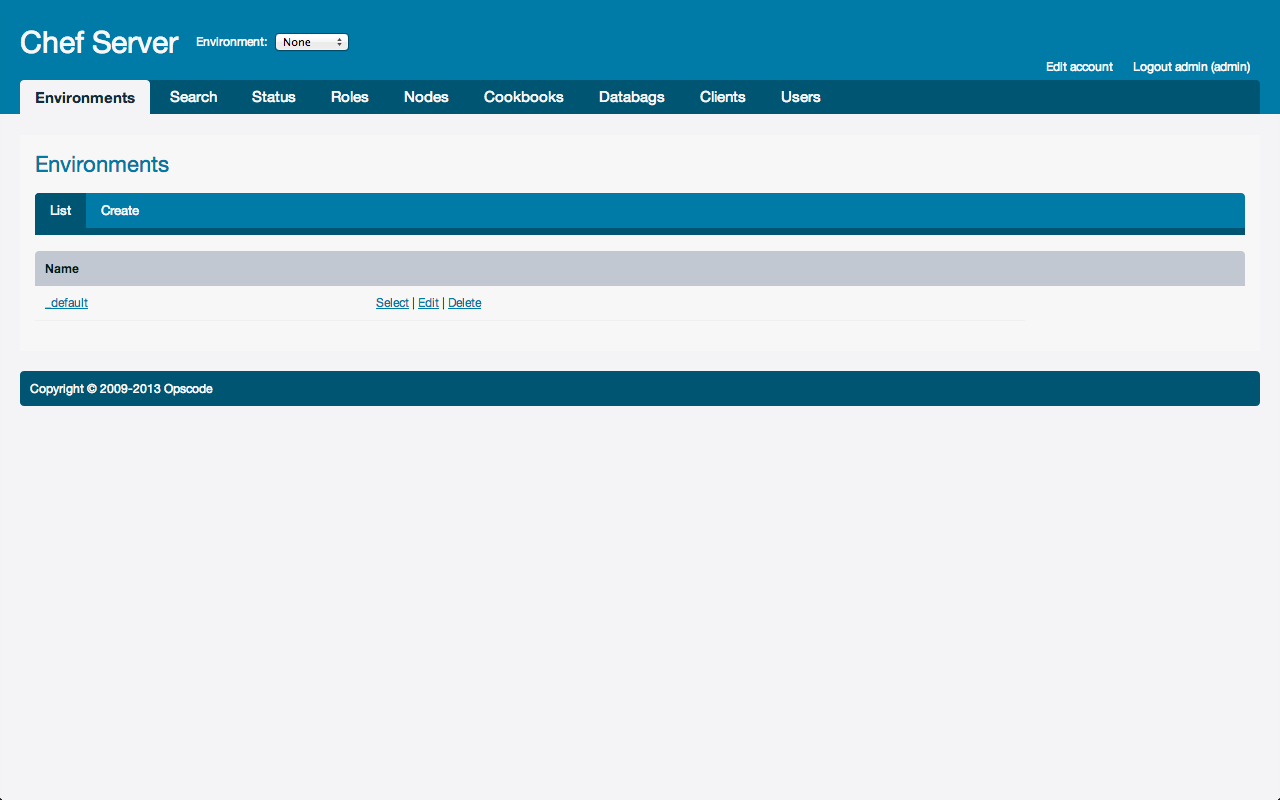 Chef Server Environment: None
Edit account Logout admin (admin)
Environments Search Status Roles Nodes Cookbooks Databags Clients Users
Environments
List Create
Name
_default Select | Edit | Delete
Copyright © 2009-2013 Opscode